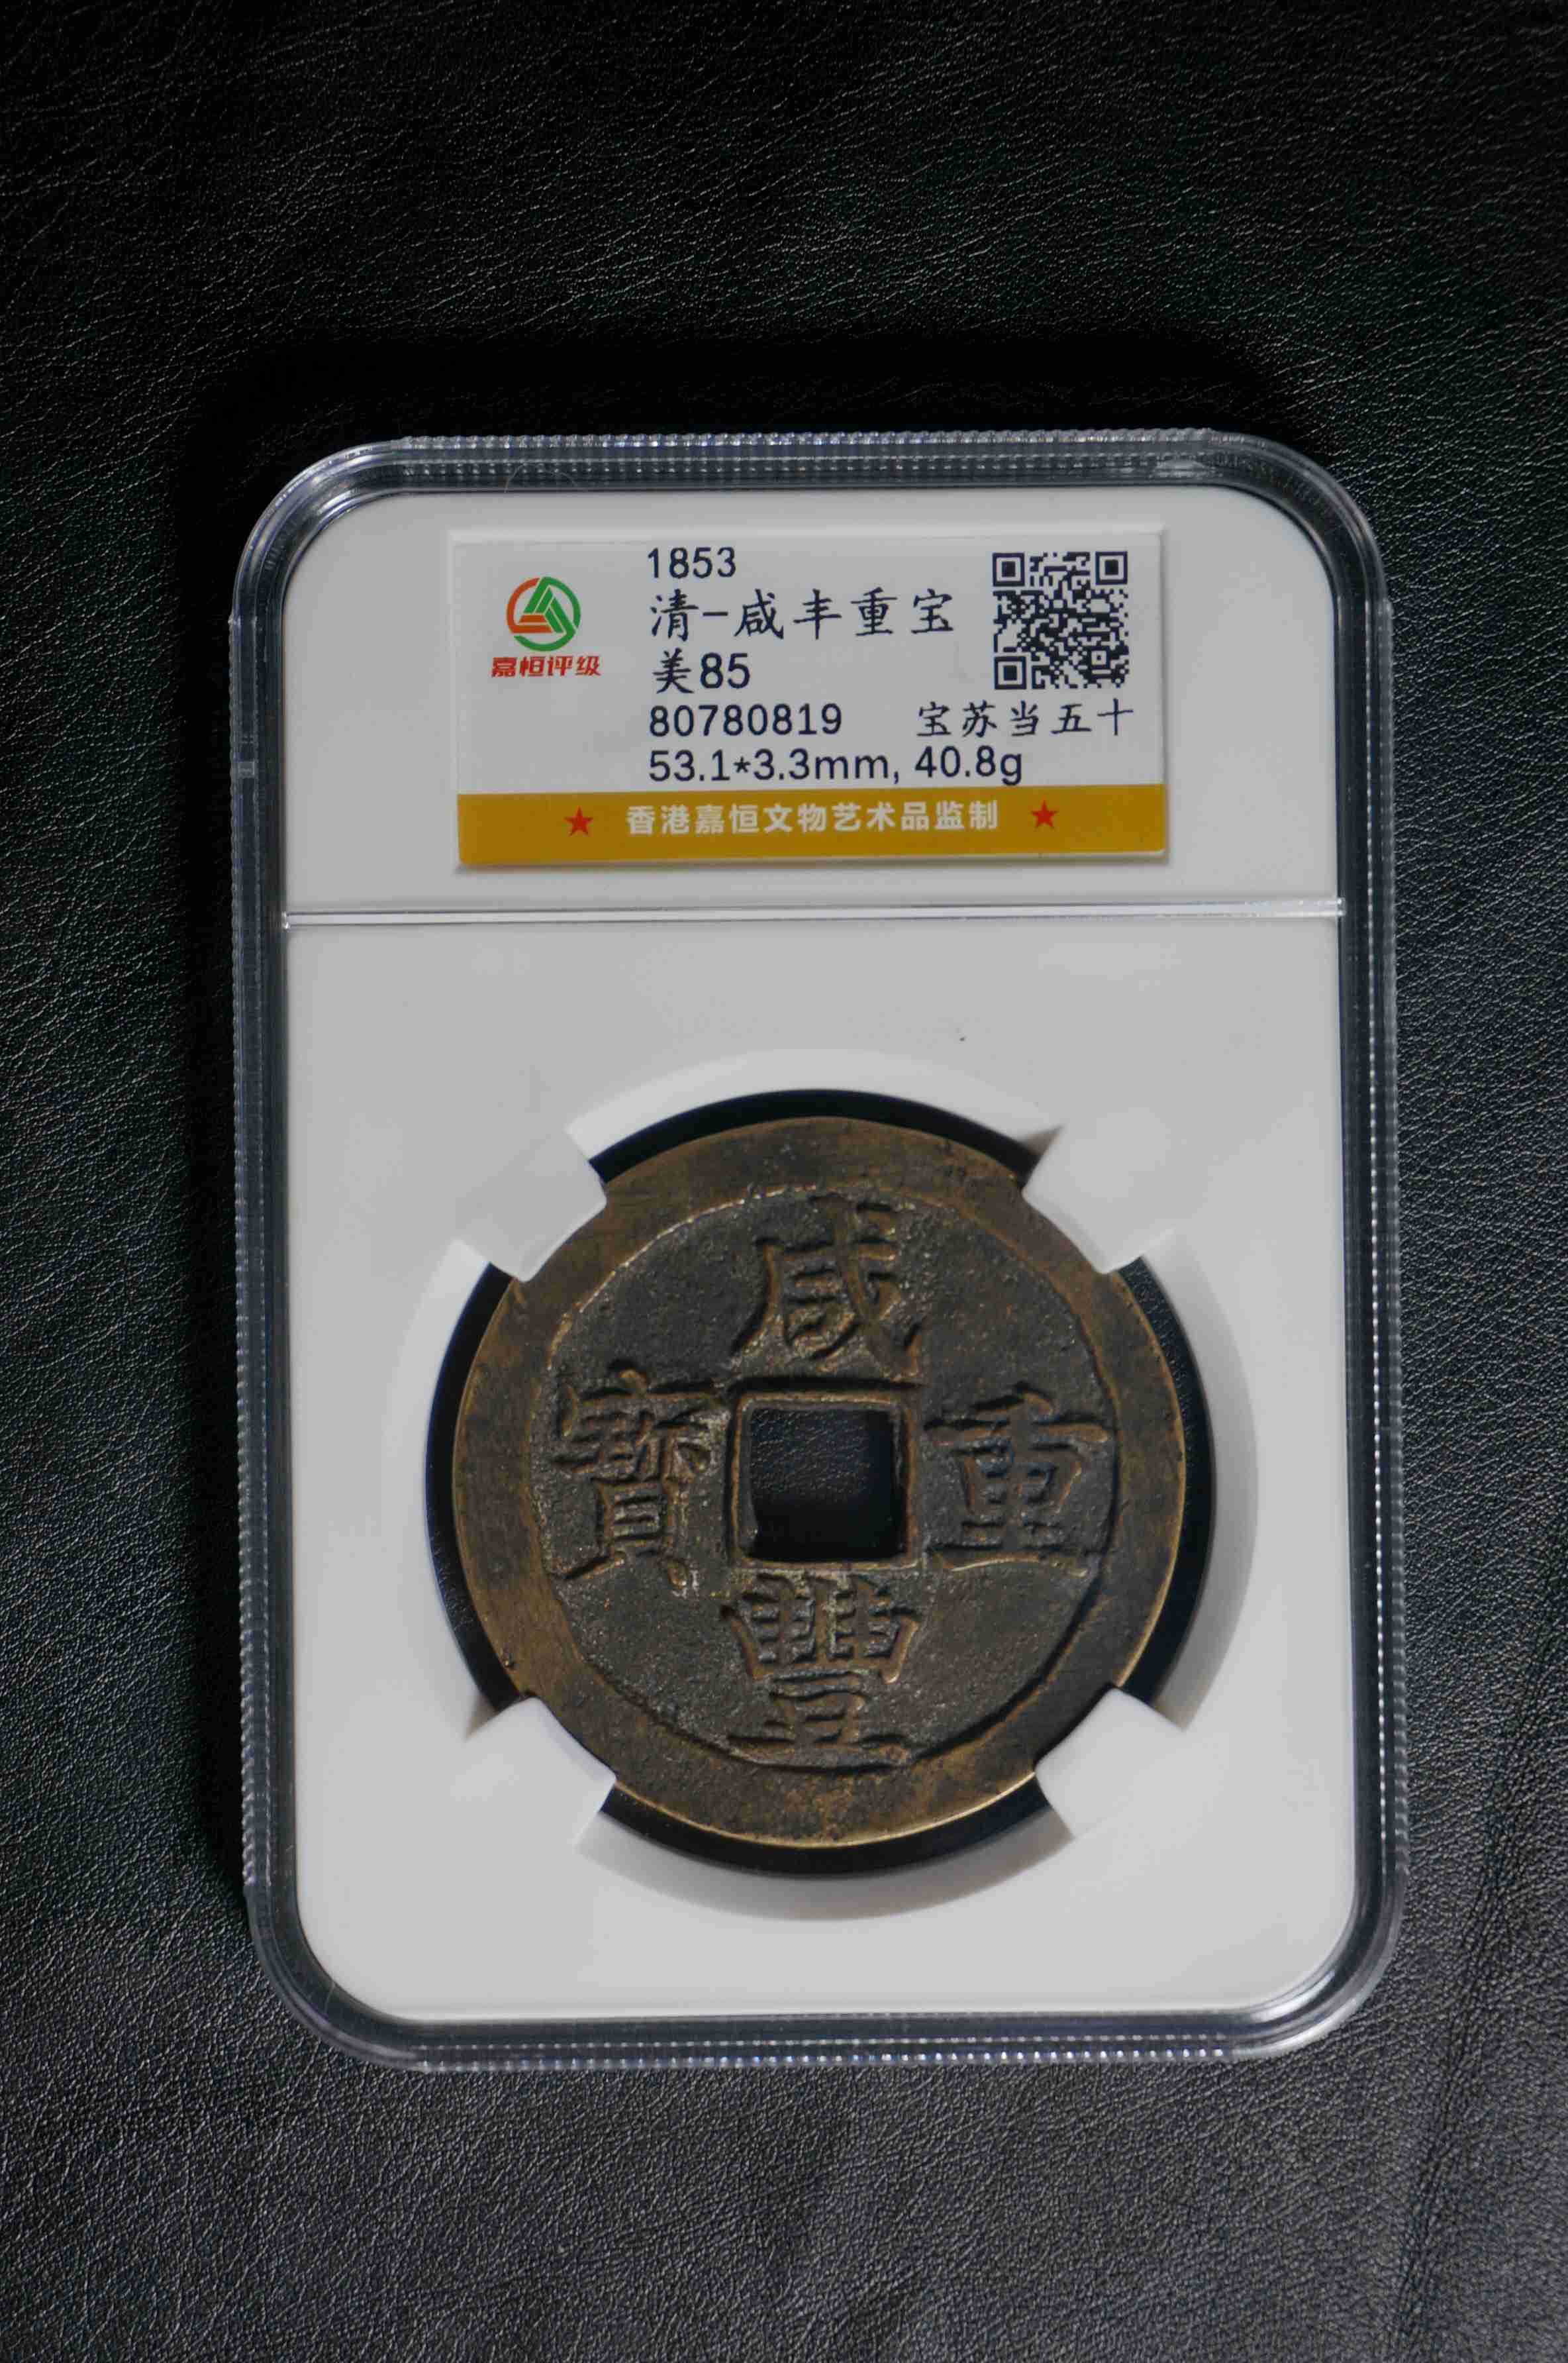 1853
清-咸丰重宝
美85
80780819 宝苏当五十
53.1*3.3mm, 40.8g
嘉恒评级
★ 香港嘉恒文物艺术品监制 ★
咸
豐
重
寶